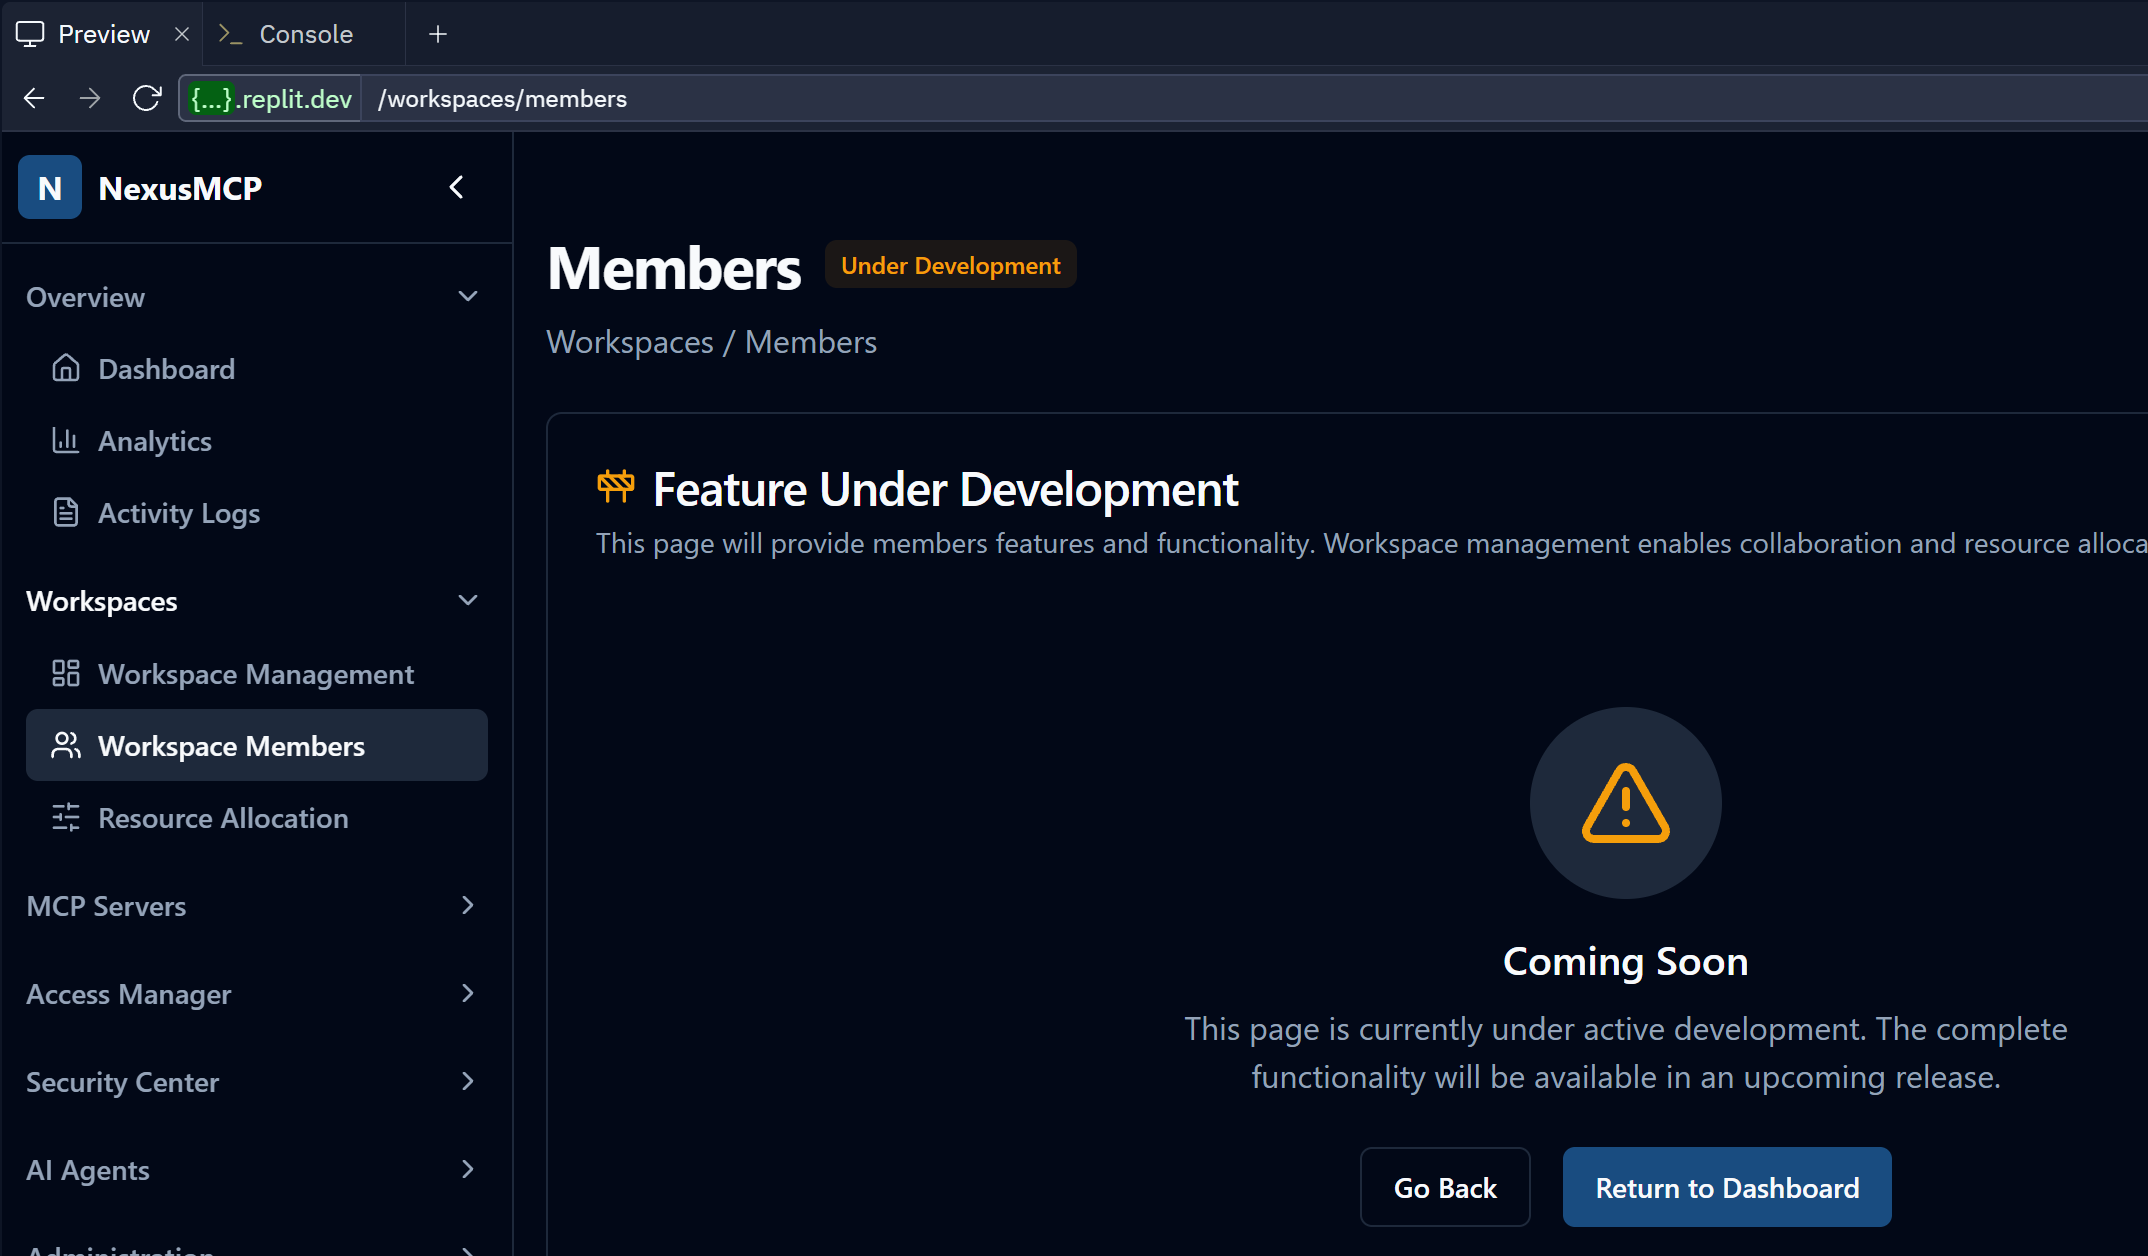 Preview
Console
{...}.replit.dev /workspaces/members
N NexusMCP
Overview
Dashboard
Analytics
Activity Logs
Workspaces
Workspace Management
Workspace Members
Resource Allocation
MCP Servers
Access Manager
Security Center
AI Agents
Administration
Members
Under Development
Workspaces / Members
Feature Under Development
This page will provide members features and functionality. Workspace management enables collaboration and resource alloca
Coming Soon
This page is currently under active development. The complete
functionality will be available in an upcoming release.
Go Back
Return to Dashboard